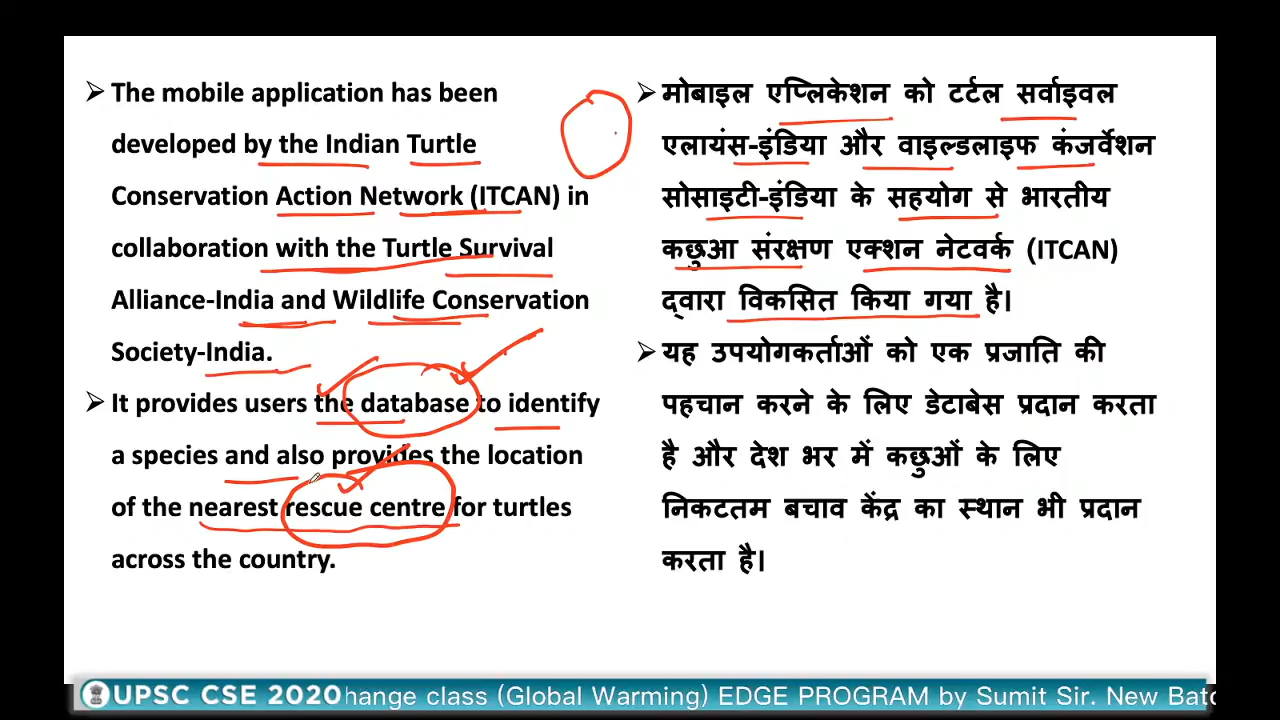 ➢ The mobile application has been
developed by the Indian Turtle
Conservation Action Network (ITCAN) in
collaboration with the Turtle Survival
Alliance-India and Wildlife Conservation
Society-India.
➢ It provides users the database to identify
a species and also provides the location
of the nearest rescue centre for turtles
across the country.
➢ मोबाइल एप्लिकेशन को टर्टल सर्वाइवल
एलायंस-इंडिया और वाइल्डलाइफ कंजर्वेशन
सोसाइटी-इंडिया के सहयोग से भारतीय
कछुआ संरक्षण एक्शन नेटवर्क (ITCAN)
द्वारा विकसित किया गया है।
➢ यह उपयोगकर्ताओं को एक प्रजाति की
पहचान करने के लिए डेटाबेस प्रदान करता
है और देश भर में कछुओं के लिए
निकटतम बचाव केंद्र का स्थान भी प्रदान
करता है।
UPSC CSE 2020 hange class (Global Warming) EDGE PROGRAM by Sumit Sir. New Batc